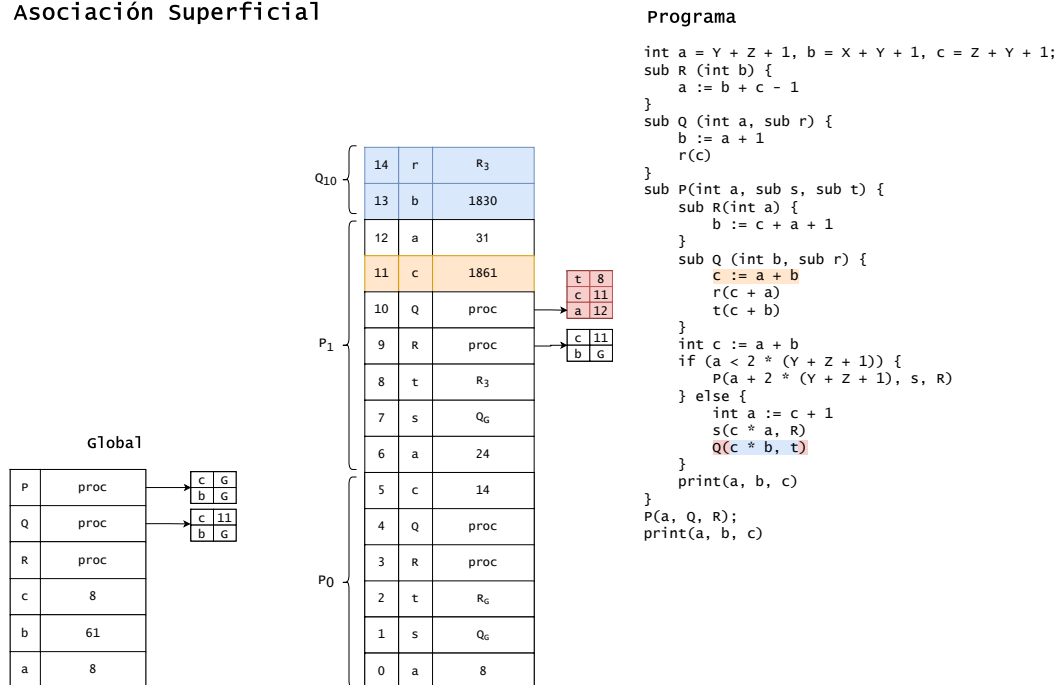 Asociación Superficial
Programa
int a = Y + Z + 1, b = X + Y + 1, c = Z + Y + 1;
sub R (int b) {
    a := b + c - 1
}
sub Q (int a, sub r) {
    b := a + 1
    r(c)
}
sub P(int a, sub s, sub t) {
    sub R(int a) {
        b := c + a + 1
    }
    sub Q (int b, sub r) {
        c := a + b
        r(c + a)
        t(c + b)
    }
    int c := a + b
    if (a < 2 * (Y + Z + 1)) {
        P(a + 2 * (Y + Z + 1), s, R)
    } else {
        int a := c + 1
        s(c * a, R)
        Q(c * b, t)
    }
    print(a, b, c)
}
P(a, Q, R);
print(a, b, c)
Q10
14 r R3
13 b 1830
P1
12 a 31
11 c 1861
10 Q proc
t 8
c 11
a 12
9 R proc
c 11
b G
8 t R3
7 s QG
6 a 24
P0
5 c 14
4 Q proc
3 R proc
2 t RG
1 s QG
0 a 8
Global
P proc
c G
b G
Q proc
c 11
b G
R proc
c 8
b 61
a 8